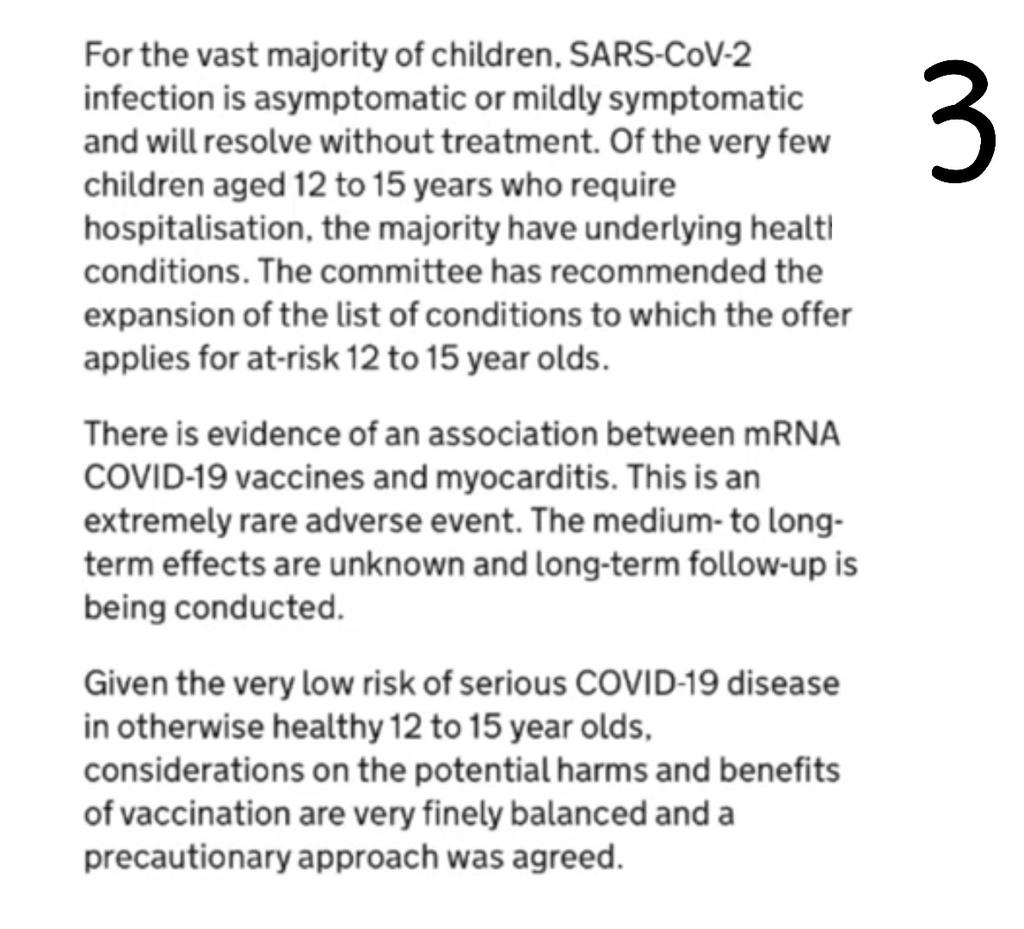 For the vast majority of children, SARS-CoV-2
infection is asymptomatic or mildly symptomatic
and will resolve without treatment. Of the very few
children aged 12 to 15 years who require
hospitalisation, the majority have underlying health
conditions. The committee has recommended the
expansion of the list of conditions to which the offer
applies for at-risk 12 to 15 year olds.
There is evidence of an association between mRNA
COVID-19 vaccines and myocarditis. This is an
extremely rare adverse event. The medium- to long-
term effects are unknown and long-term follow-up is
being conducted.
Given the very low risk of serious COVID-19 disease
in otherwise healthy 12 to 15 year olds,
considerations on the potential harms and benefits
of vaccination are very finely balanced and a
precautionary approach was agreed.
3